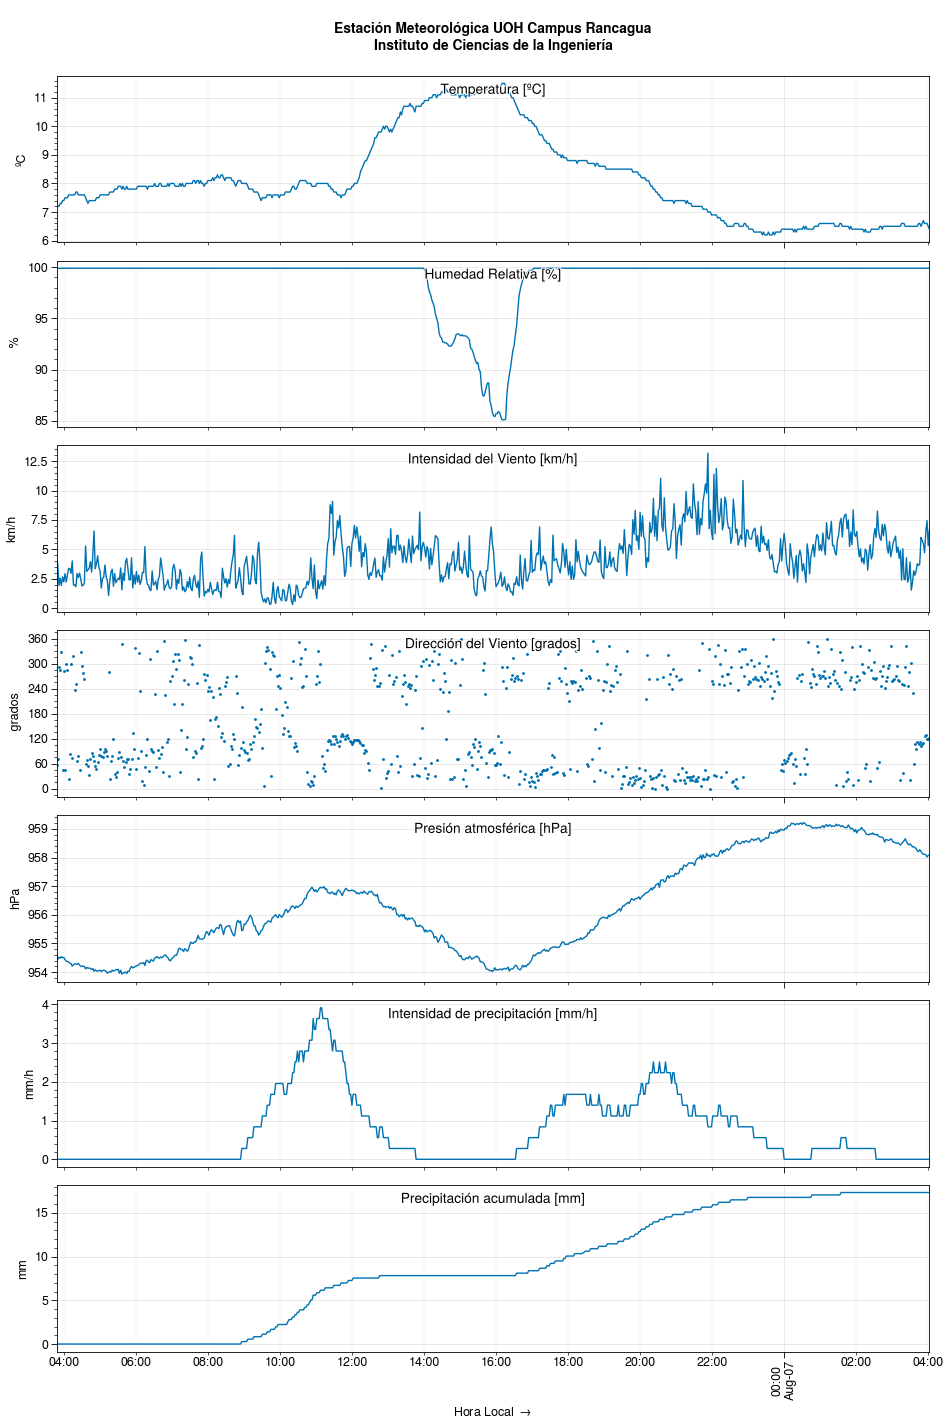 Estación Meteorológica UOH Campus Rancagua
Instituto de Ciencias de la Ingeniería
Temperatura [ºC]
ºC
11
10
9
8
7
6
Humedad Relativa [%]
%
100
95
90
85
Intensidad del Viento [km/h]
km/h
12.5
10
7.5
5
2.5
0
Dirección del Viento [grados]
grados
360
300
240
180
120
60
0
Presión atmosférica [hPa]
hPa
959
958
957
956
955
954
Intensidad de precipitación [mm/h]
mm/h
4
3
2
1
0
Precipitación acumulada [mm]
mm
15
10
5
0
04:00 06:00 08:00 10:00 12:00 14:00 16:00 18:00 20:00 22:00 00:00 02:00 04:00
Aug-07
Hora Local →